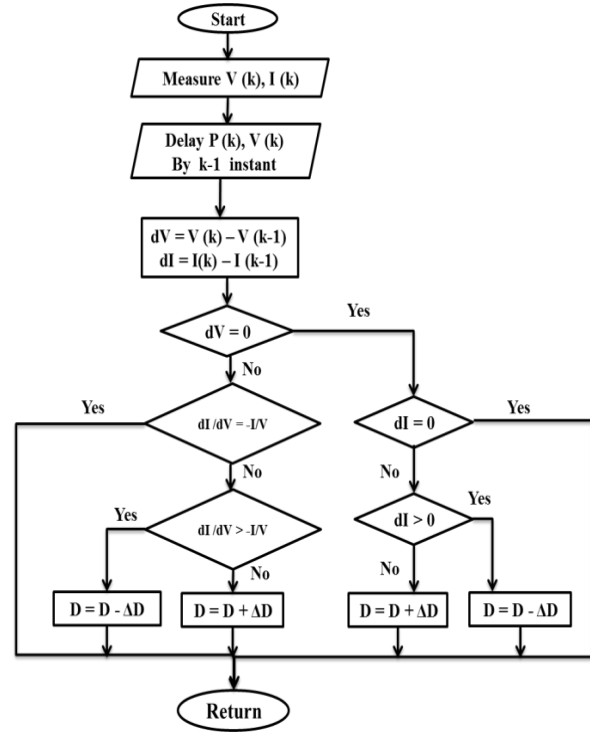 Start
Measure V (k), I (k)
Delay P (k), V (k)
By k-1 instant
dV = V (k) – V (k-1)
dI = I(k) – I (k-1)
Yes
dV = 0
No
Yes
dI /dV = -I/V
dI = 0
Yes
No
No
Yes
dI /dV > -I/V
dI > 0
Yes
No
No
D = D - ΔD
D = D + ΔD
D = D + ΔD
D = D - ΔD
Return